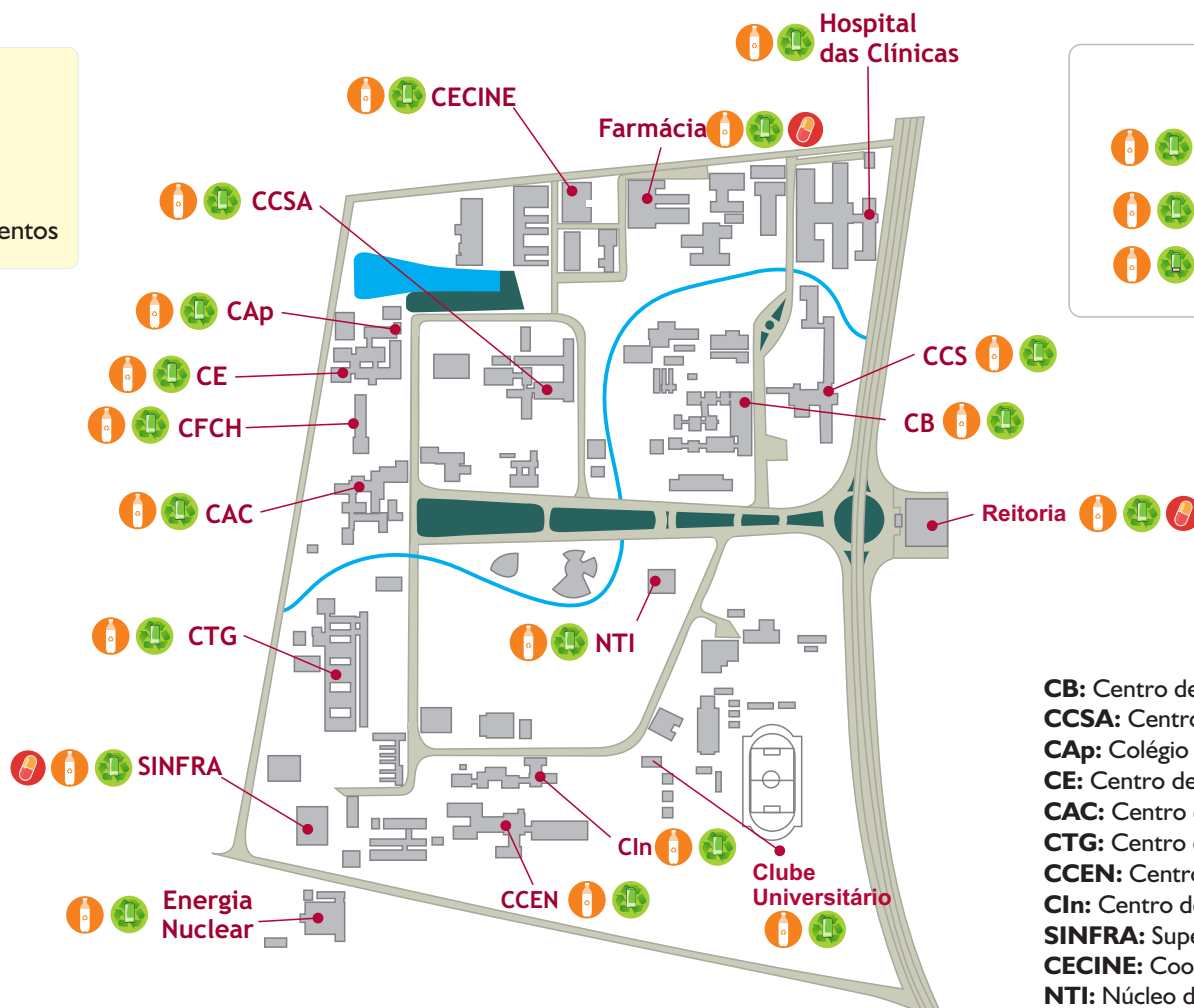 Hospital
das Clínicas
CECINE
Farmácia
CCSA
entos
CAp
CE
CCS
CFCH
CB
CAC
Reitoria
CTG
NTI
SINFRA
CIn
Clube
Universitário
CCEN
Energia
Nuclear
CB: Centro de
CCSA: Centro
CAp: Colégio
CE: Centro de
CAC: Centro
CTG: Centro
CCEN: Centro
CIn: Centro de
SINFRA: Supe
CECINE: Coo
NTI: Núcleo d